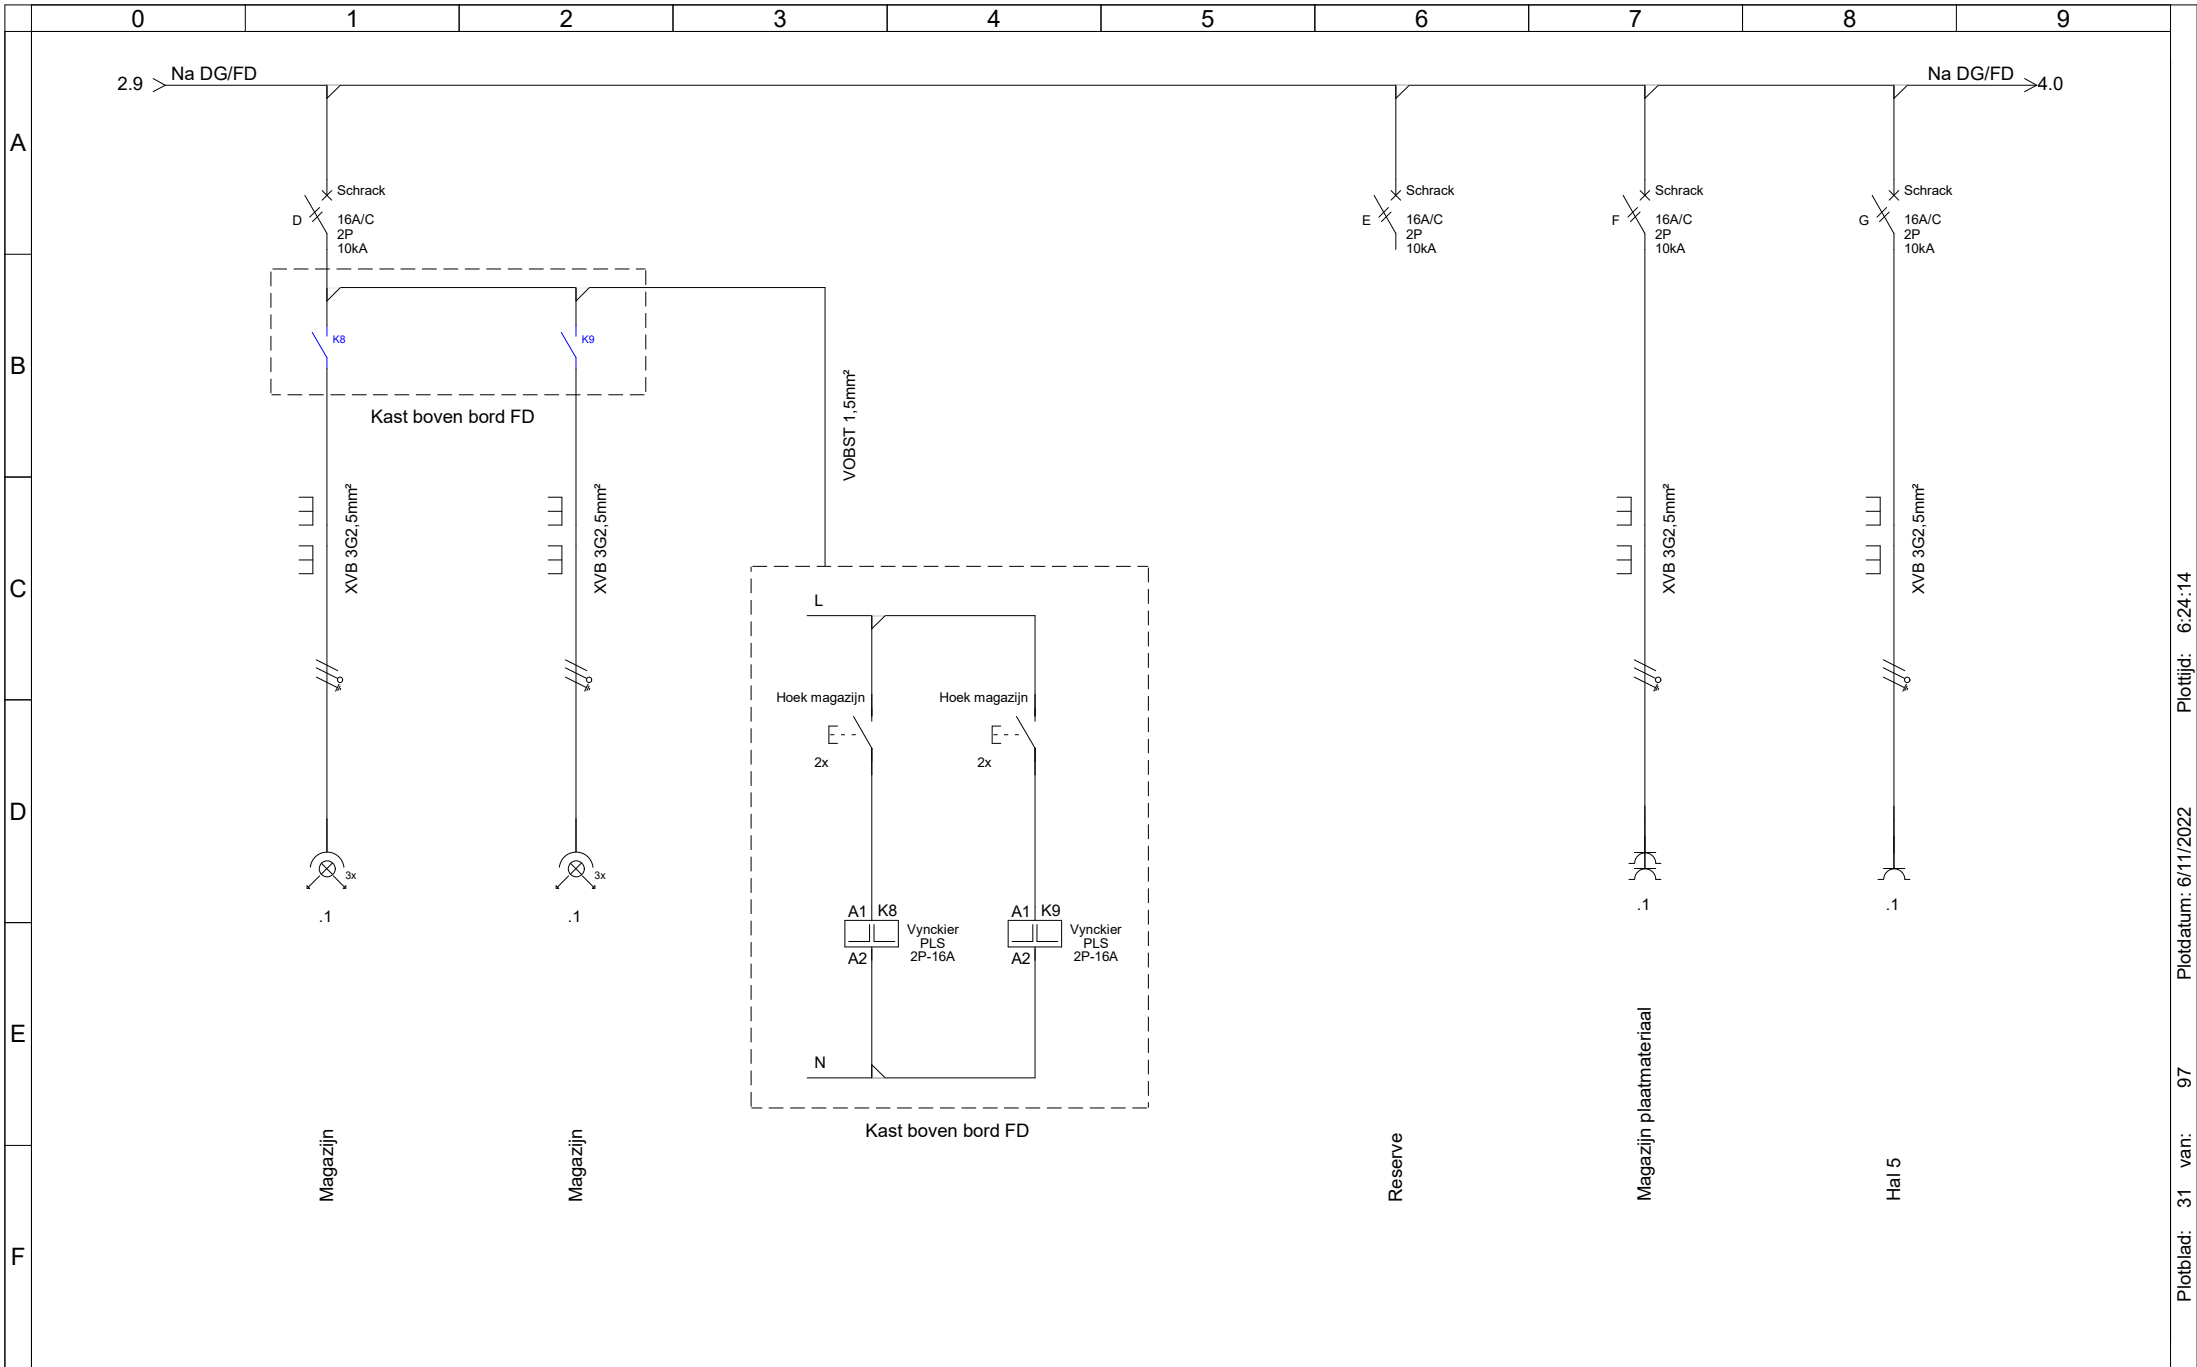 0 1 2 3 4 5 6 7 8 9
A
B
C
D
E
F
2.9
Na DG/FD
Na DG/FD
4.0
D
Schrack
16A/C
2P
10kA
E
Schrack
16A/C
2P
10kA
F
Schrack
16A/C
2P
10kA
G
Schrack
16A/C
2P
10kA
K8
K9
Kast boven bord FD
VOBST 1,5mm²
XVB 3G2,5mm²
XVB 3G2,5mm²
XVB 3G2,5mm²
XVB 3G2,5mm²
L
Hoek magazijn
2x
Hoek magazijn
2x
3x
.1
3x
.1
.1
.1
A1 K8
A2
Vynckier
PLS
2P-16A
A1 K9
A2
Vynckier
PLS
2P-16A
N
Kast boven bord FD
Magazijn
Magazijn
Reserve
Magazijn plaatmateriaal
Hal 5
Plotblad: 31 van: 97 Plotdatum: 6/11/2022 Plottijd: 6:24:14